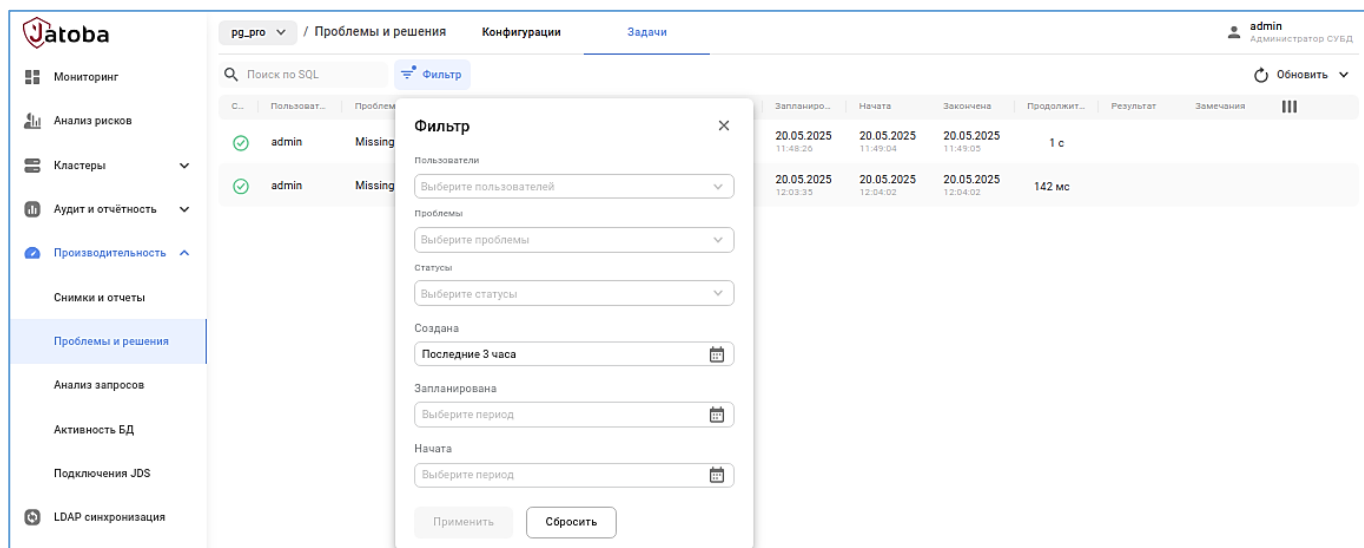 Jatoba
pg_pro / Проблемы и решения Конфигурации Задачи
admin
Администратор СУБД
Мониторинг
Анализ рисков
Кластеры
Аудит и отчётность
Производительность
Снимки и отчеты
Проблемы и решения
Анализ запросов
Активность БД
Подключения JDS
LDAP синхронизация
Поиск по SQL Фильтр Обновить
С... Пользоват... Проблем Запланиро... Начата Закончена Продолжит... Результат Замечания
admin Missing 20.05.2025 20.05.2025 20.05.2025 1 с
11:48:26 11:49:04 11:49:05
admin Missing 20.05.2025 20.05.2025 20.05.2025 142 мс
12:03:35 12:04:02 12:04:02
Фильтр
Пользователи
Выберите пользователей
Проблемы
Выберите проблемы
Статусы
Выберите статусы
Создана
Последние 3 часа
Запланирована
Выберите период
Начата
Выберите период
Применить Сбросить